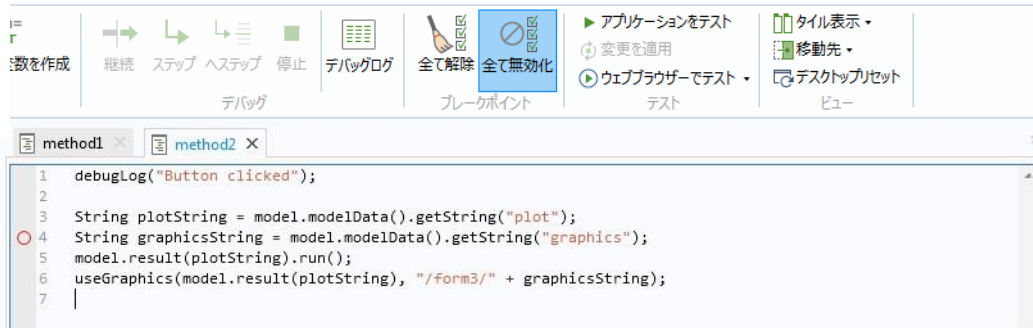 数を作成
継続
ステップ
へステップ
停止
デバッグログ
デバッグ
全て解除
全て無効化
ブレークポイント
アプリケーションをテスト
変更を適用
ウェブブラウザーでテスト
テスト
タイル表示
移動先
デスクトップリセット
ビュー
method1
method2
1 debugLog("Button clicked");
2
3 String plotString = model.modelData().getString("plot");
4 String graphicsString = model.modelData().getString("graphics");
5 model.result(plotString).run();
6 useGraphics(model.result(plotString), "/form3/" + graphicsString);
7